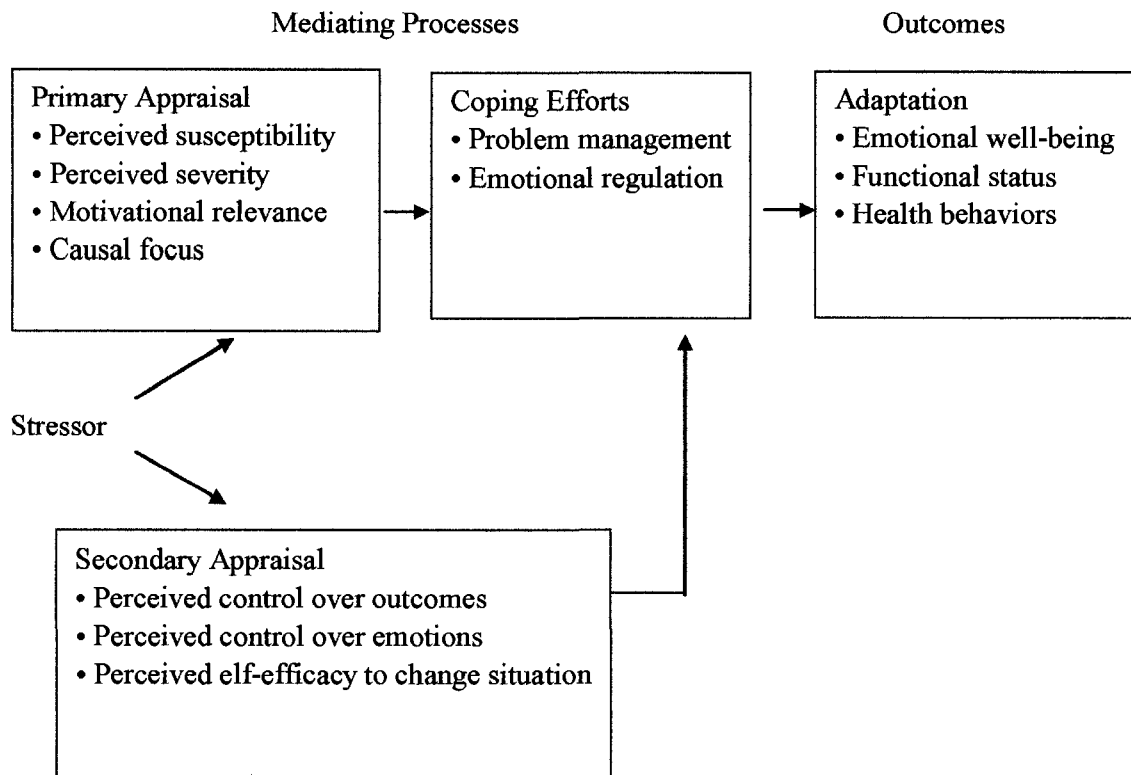 Mediating Processes
Outcomes
Primary Appraisal
• Perceived susceptibility
• Perceived severity
• Motivational relevance
• Causal focus
Coping Efforts
• Problem management
• Emotional regulation
Adaptation
• Emotional well-being
• Functional status
• Health behaviors
Stressor
Secondary Appraisal
• Perceived control over outcomes
• Perceived control over emotions
• Perceived elf-efficacy to change situation